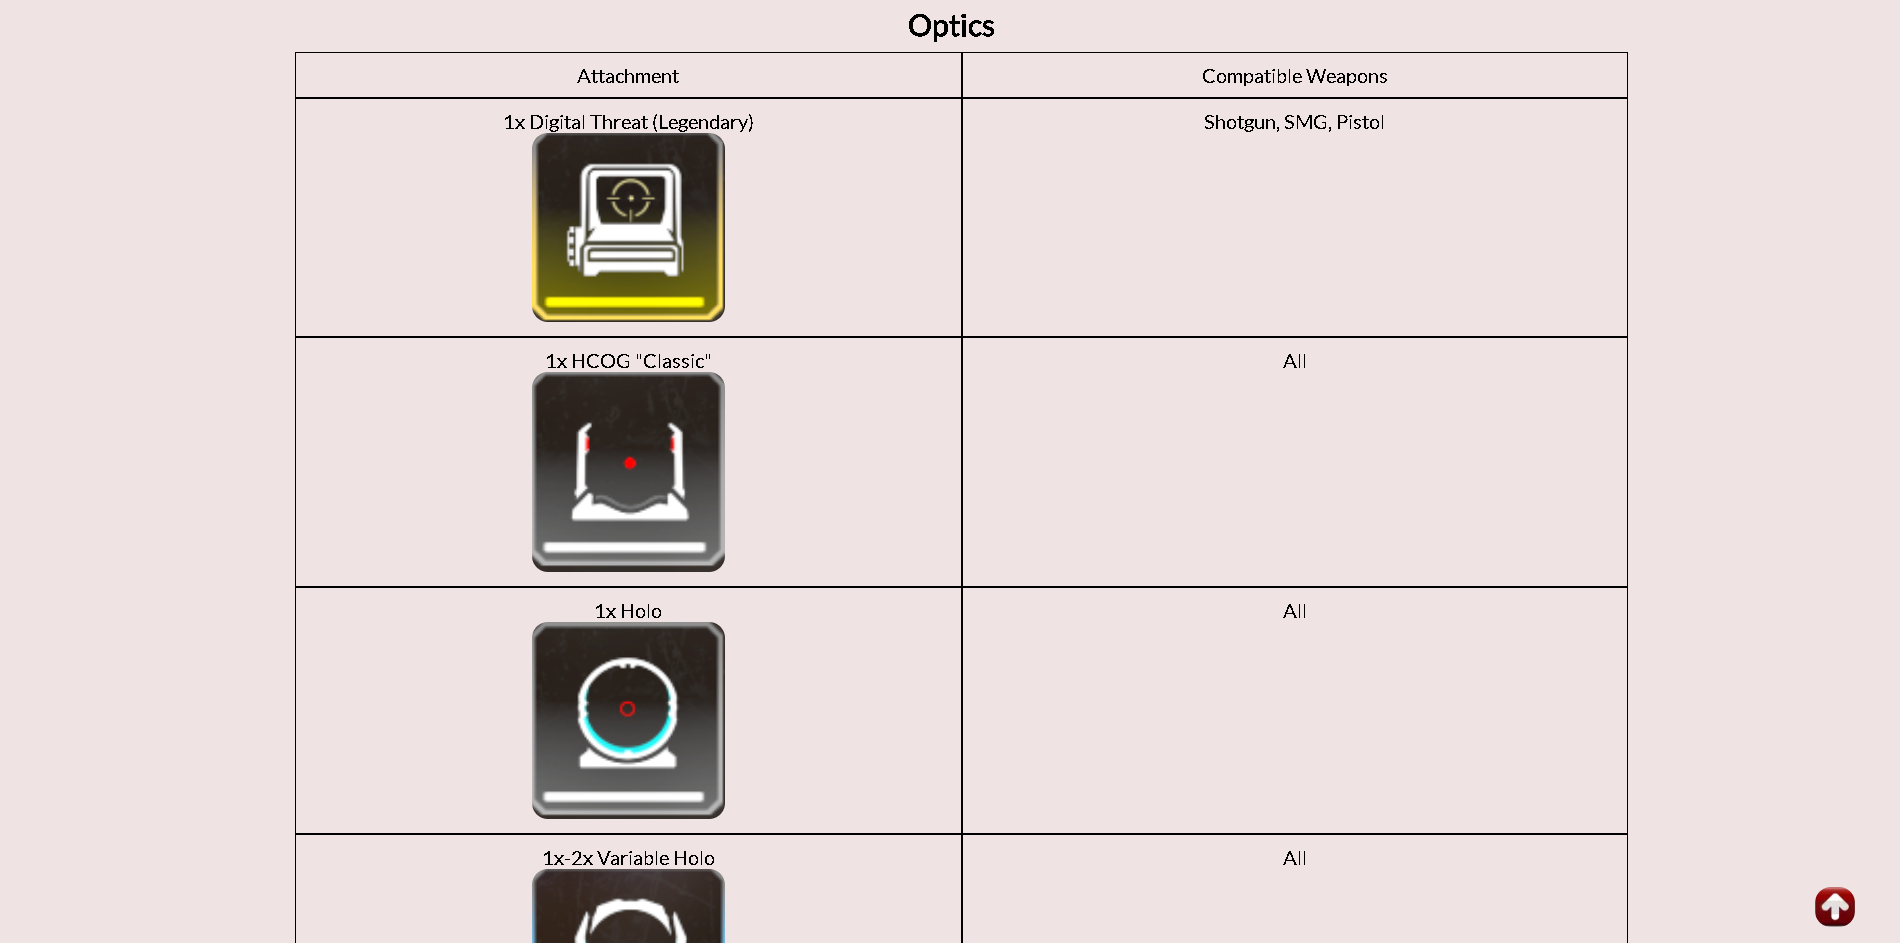 Optics
Attachment
Compatible Weapons
1x Digital Threat (Legendary)
Shotgun, SMG, Pistol
1x HCOG "Classic"
All
1x Holo
All
1x-2x Variable Holo
All